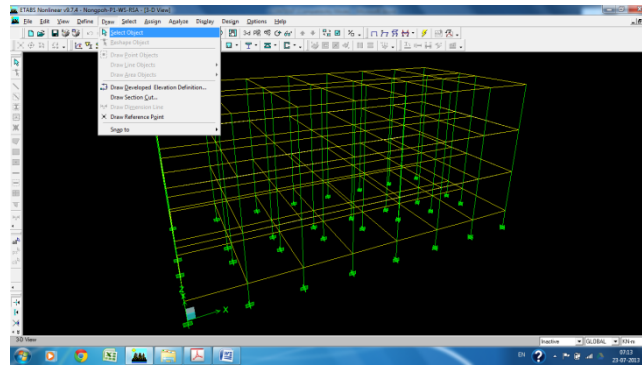 ETABS Nonlinear v9.7.4 - Nongpoh-P1-WS-RSA - [3-D View]
File Edit View Define Draw Select Assign Analyze Display Design Options Help
Select Object
Reshape Object
Draw Point Objects
Draw Line Objects
Draw Area Objects
Draw Developed Elevation Definition...
Draw Section Cut...
Draw Dimension Line
Draw Reference Point
Snap to
X
Z
3-D View
Inactive GLOBAL KN-m
EN
07:13
23-07-2013